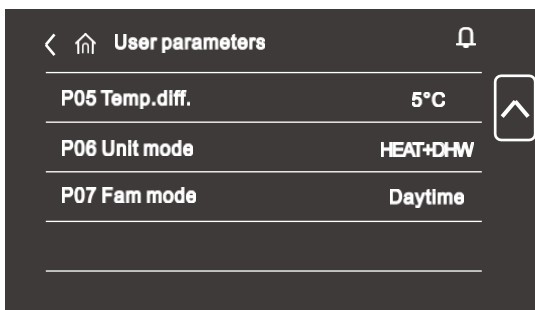 User parameters
P05 Temp.diff. 5°C
P06 Unit mode HEAT+DHW
P07 Fam mode Daytime